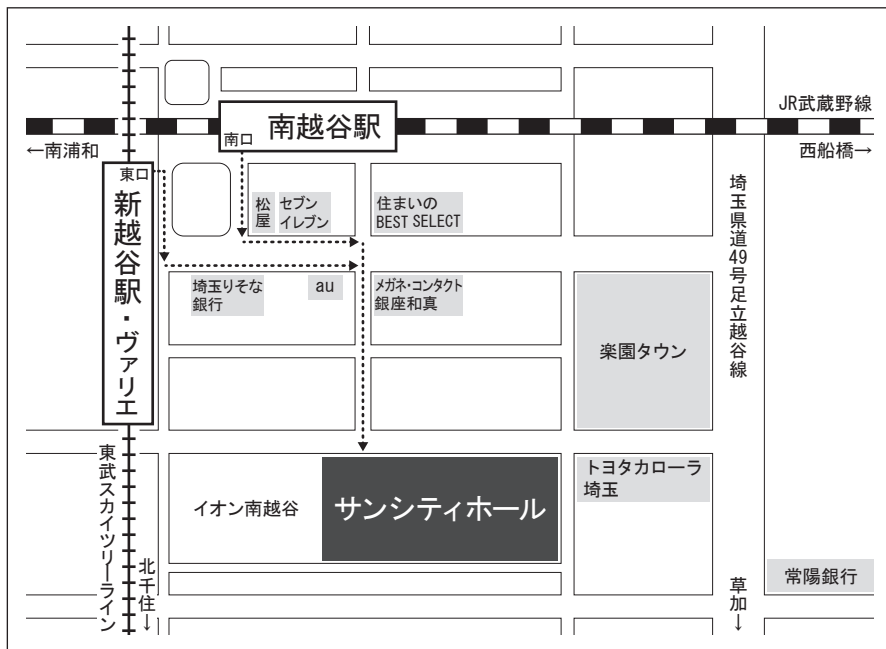 JR武蔵野線
南口
南越谷駅
←南浦和
西船橋→
東口
新越谷駅・ヴァリエ
松屋
セブン
イレブン
住まいの
BEST SELECT
埼玉県道49号足立越谷線
埼玉りそな
銀行
au
メガネ・コンタクト
銀座和真
楽園タウン
東武スカイツリーライン
イオン南越谷
サンシティホール
トヨタカローラ
埼玉
北千住↓
草加↓
常陽銀行